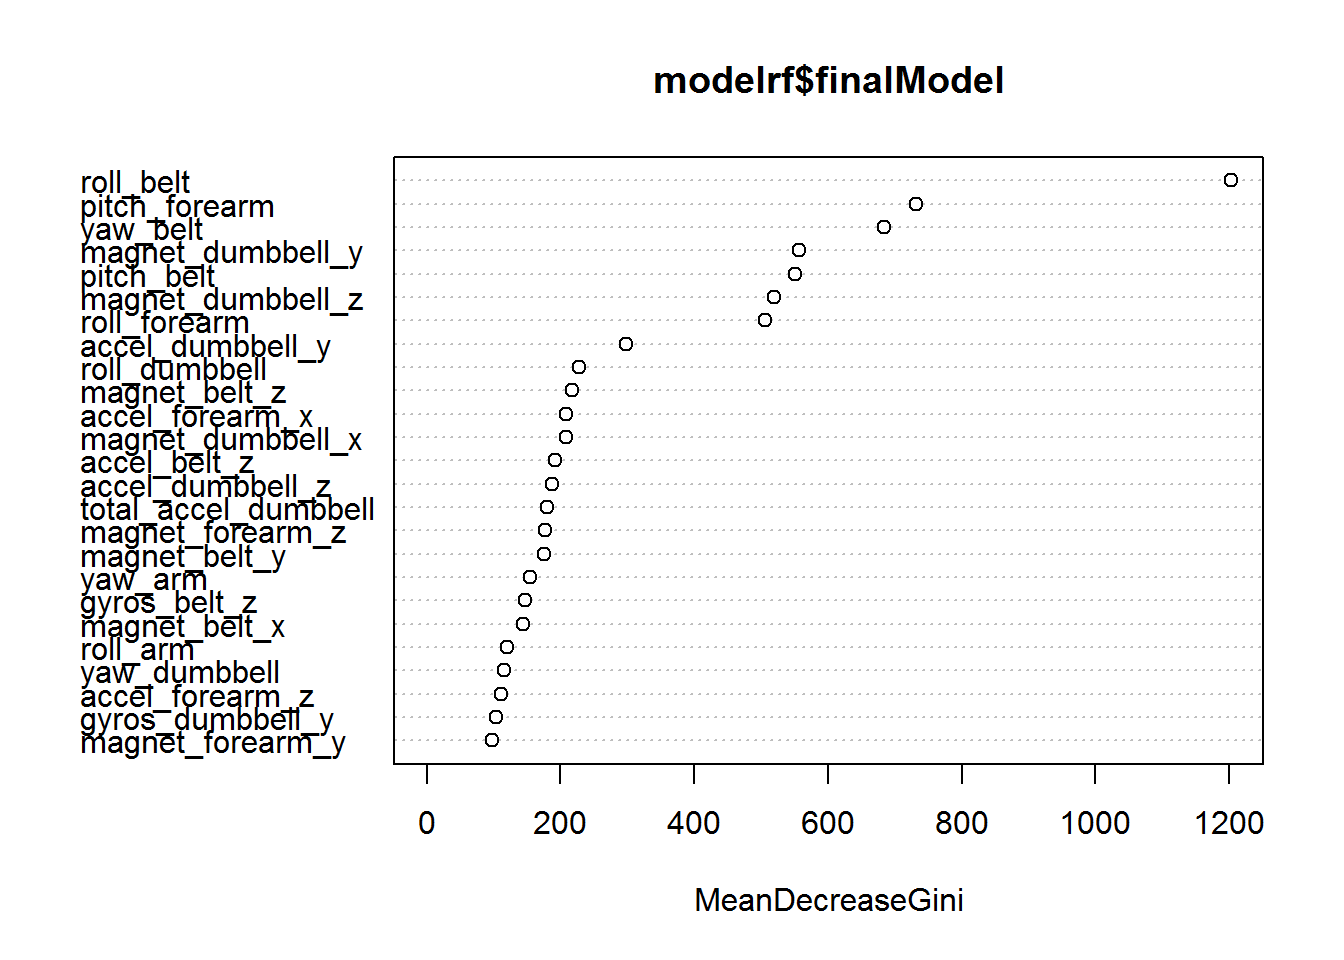 modelrf$finalModel
roll_belt
pitch_forearm
yaw_belt
magnet_dumbbell_y
pitch_belt
magnet_dumbbell_z
roll_forearm
accel_dumbbell_y
roll_dumbbell
magnet_belt_z
accel_forearm_x
magnet_dumbbell_x
accel_belt_z
accel_dumbbell_z
total_accel_dumbbell
magnet_forearm_z
magnet_belt_y
yaw_arm
gyros_belt_z
magnet_belt_x
roll_arm
yaw_dumbbell
accel_forearm_z
gyros_dumbbell_y
magnet_forearm_y
0 200 400 600 800 1000 1200
MeanDecreaseGini